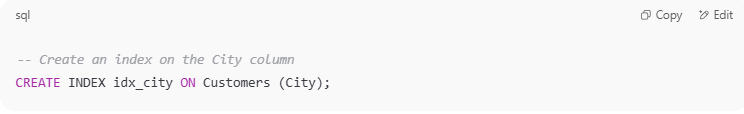 sql
Copy
Edit
-- Create an index on the City column
CREATE INDEX idx_city ON Customers (City);